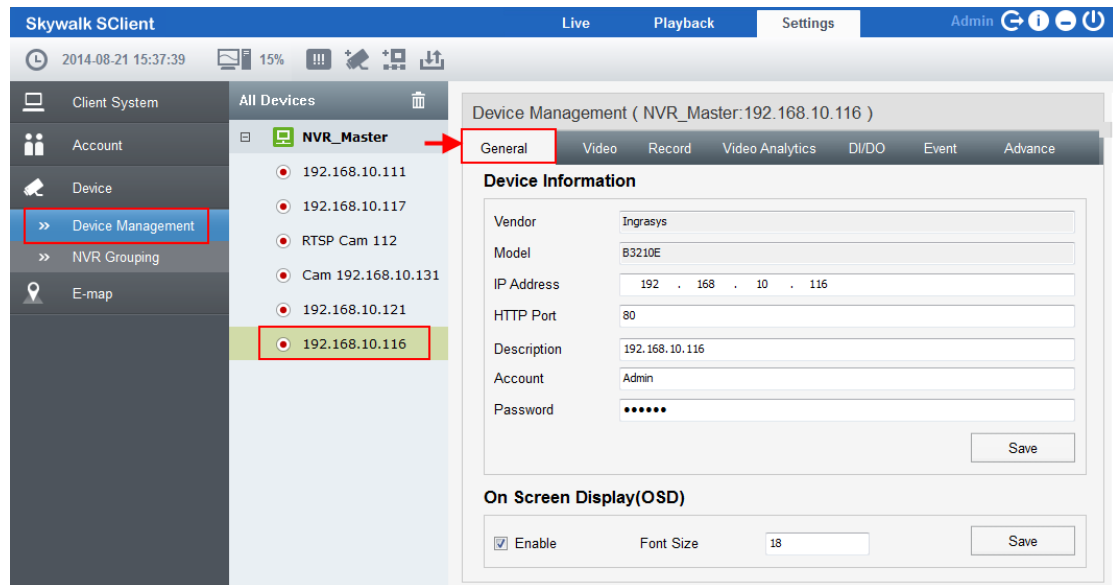 Skywalk SClient Live Playback Settings Admin
2014-08-21 15:37:39 15%
Client System
Account
Device
Device Management
NVR Grouping
E-map
All Devices
NVR_Master
192.168.10.111
192.168.10.117
RTSP Cam 112
Cam 192.168.10.131
192.168.10.121
192.168.10.116
Device Management ( NVR_Master:192.168.10.116 )
General Video Record Video Analytics DI/DO Event Advance
Device Information
Vendor Ingrasys
Model B3210E
IP Address 192 . 168 . 10 . 116
HTTP Port 80
Description 192.168.10.116
Account Admin
Password ••••••
Save
On Screen Display(OSD)
Enable Font Size 18 Save